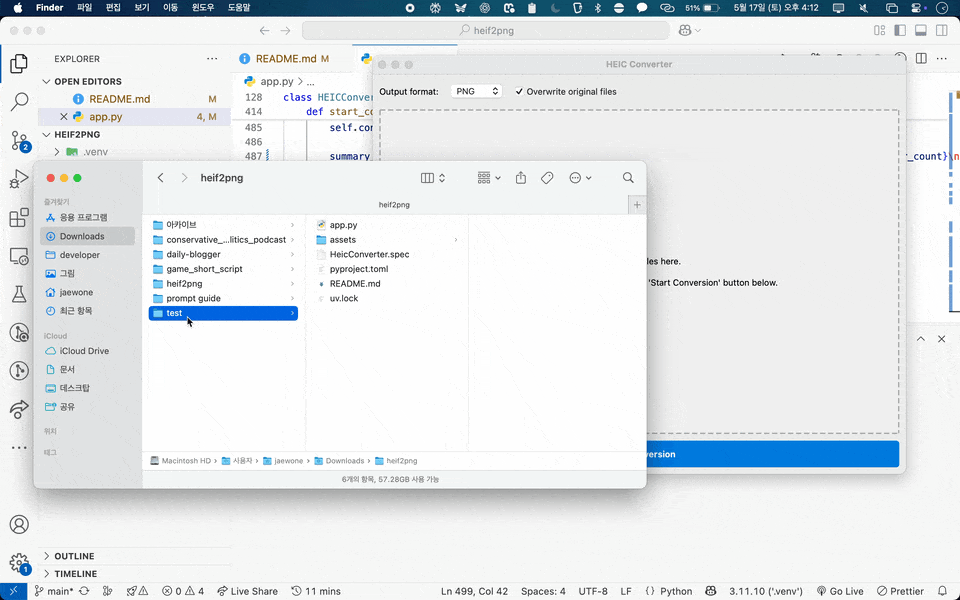 Finder 파일 편집 보기 이동 윈도우 도움말 51% 5월 17일 (토) 오후 4:12
heif2png
EXPLORER
OPEN EDITORS
README.md M
app.py 4, M
HEIF2PNG
.venv
2
README.md M
app.py > ...
128 class HEICConver
414 def start_co
485 self.con
486
487 summary
_count}\n
HEIC Converter
Output format: PNG Overwrite original files
les here.
'Start Conversion' button below.
version
heif2png
heif2png
즐겨찾기
응용 프로그램
Downloads
developer
그림
jaewone
최근 항목
iCloud
iCloud Drive
문서
데스크탑
공유
위치
태그
아카이브
conservative_...litics_podcast
daily-blogger
game_short_script
heif2png
prompt guide
test
app.py
assets
HeicConverter.spec
pyproject.toml
README.md
uv.lock
Macintosh HD > 사용자 > jaewone > Downloads > heif2png
6개의 항목, 57.28GB 사용 가능
OUTLINE
TIMELINE
1
main* 0 4 Live Share 11 mins Ln 499, Col 42 Spaces: 4 UTF-8 LF { } Python 3.11.10 ('.venv') Go Live Prettier